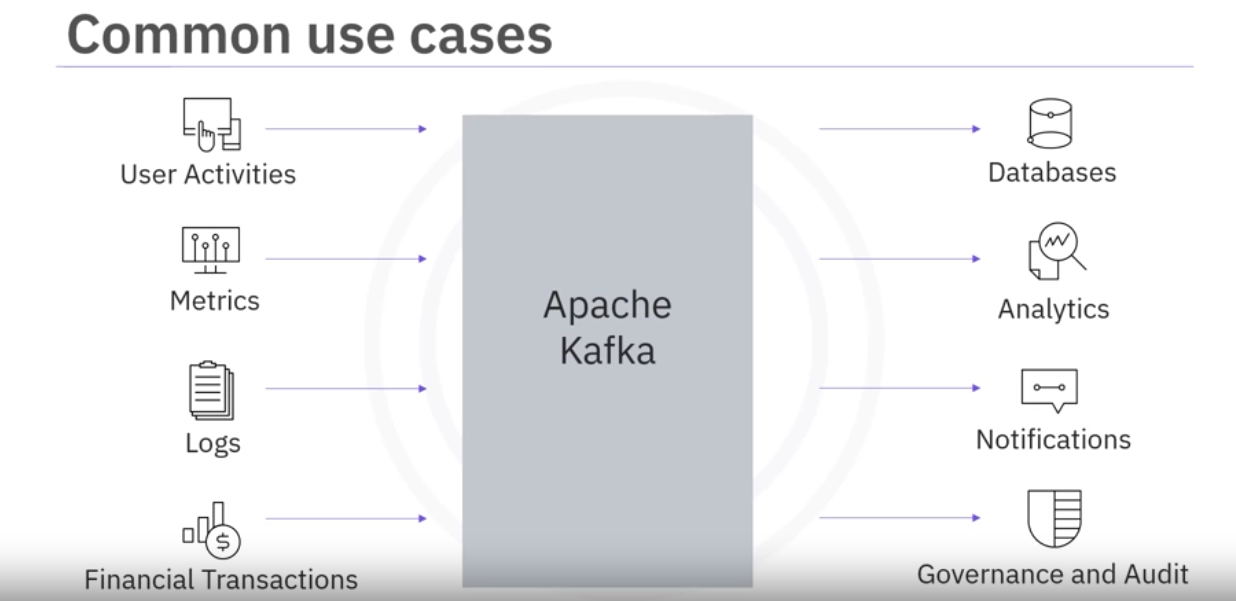 Common use cases
User Activities
Metrics
Logs
Financial Transactions
Apache
Kafka
Databases
Analytics
Notifications
Governance and Audit